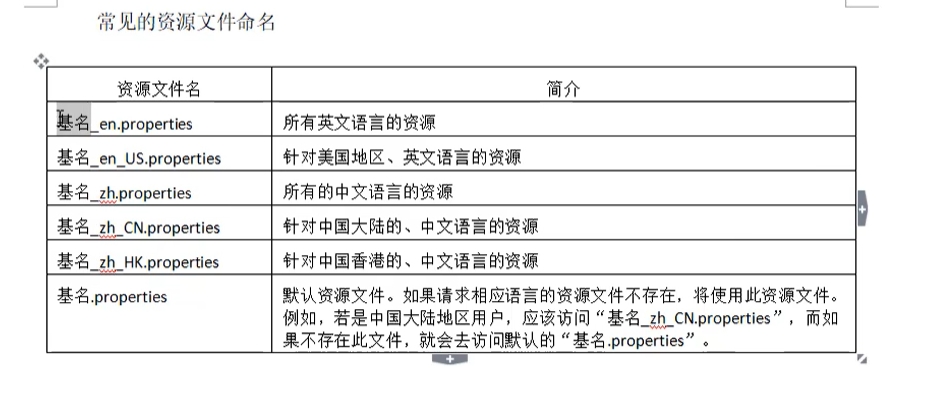 常见的资源文件命名
资源文件名 简介
基名_en.properties 所有英文语言的资源
基名_en_US.properties 针对美国地区、英文语言的资源
基名_zh.properties 所有的中文语言的资源
基名_zh_CN.properties 针对中国大陆的、中文语言的资源
基名_zh_HK.properties 针对中国香港的、中文语言的资源
基名.properties 默认资源文件。如果请求相应语言的资源文件不存在，将使用此资源文件。
例如，若是中国大陆地区用户，应该访问“基名_zh_CN.properties”，而如
果不存在此文件，就会去访问默认的“基名.properties”。